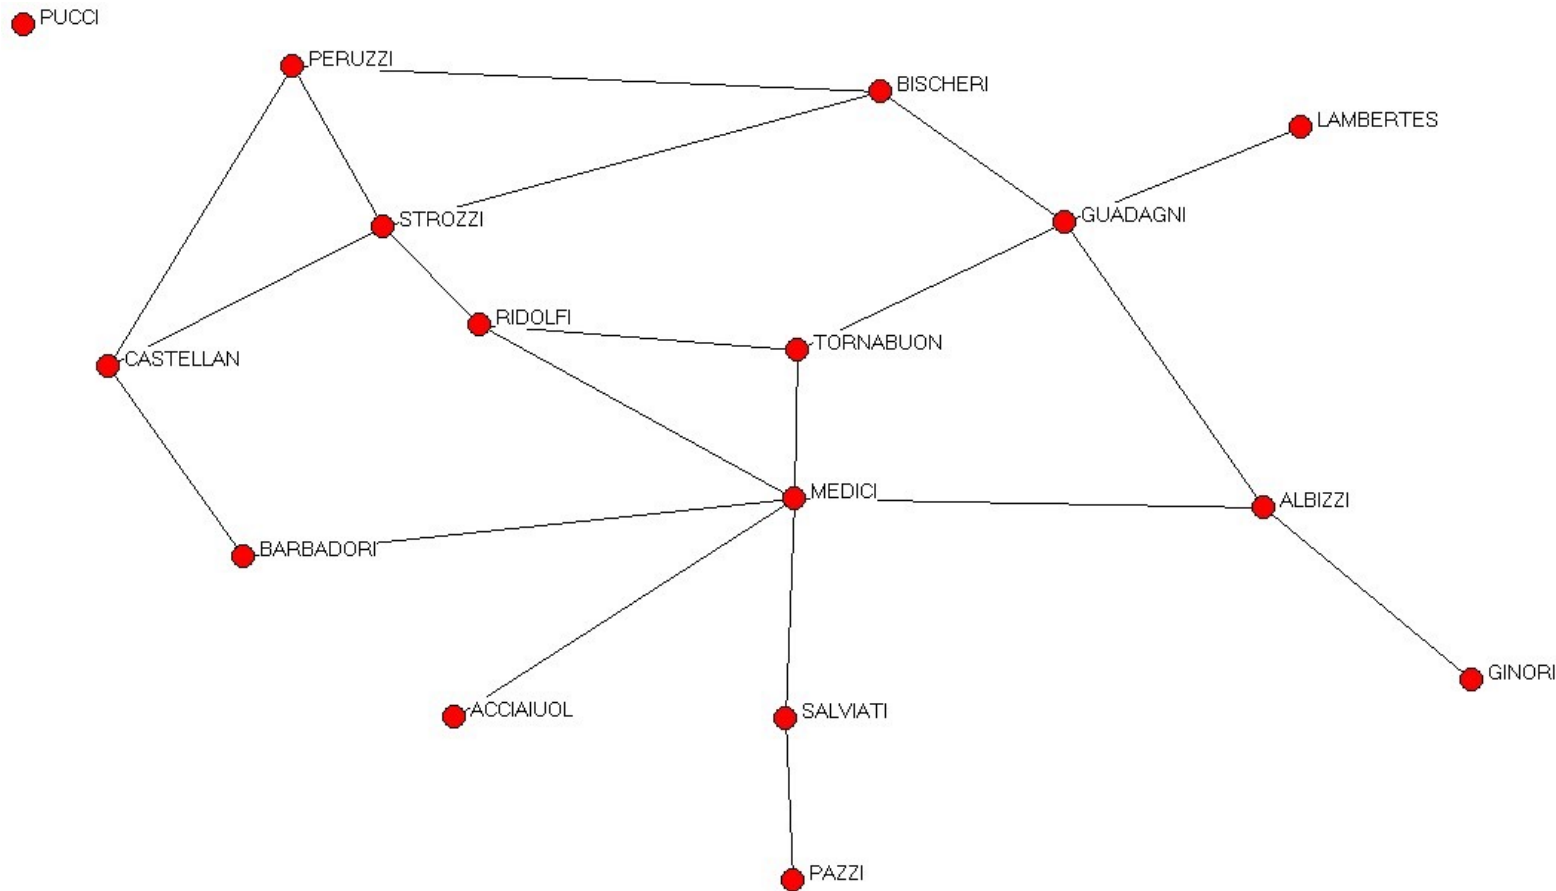 PUCCI
PERUZZI
BISCHERI
LAMBERTES
STROZZI
GUADAGNI
RIDOLFI
TORNABUON
CASTELLAN
MEDICI
ALBIZZI
BARBADORI
GINORI
ACCIAIUOL
SALVIATI
PAZZI